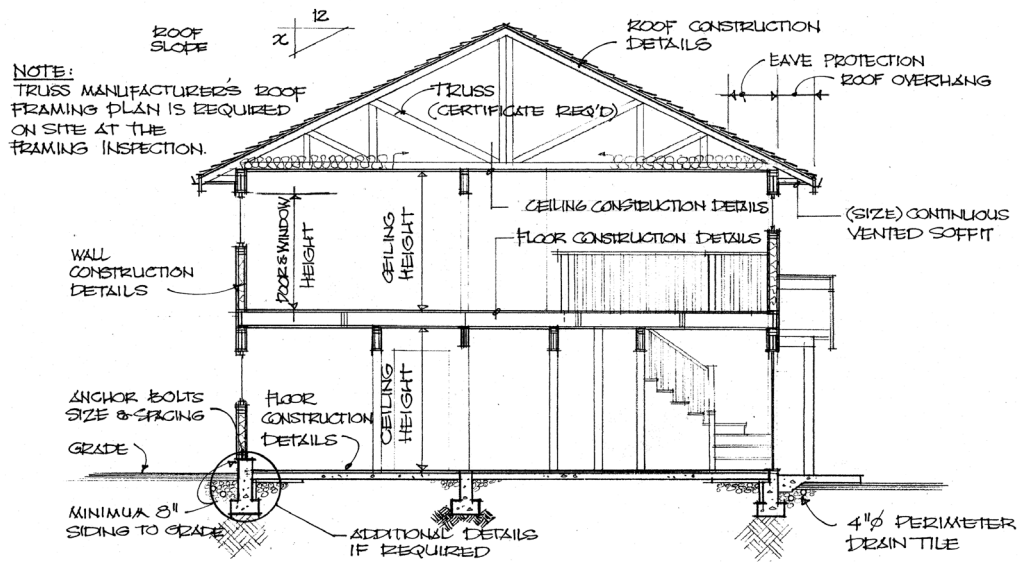 12
X
ROOF
SLOPE
ROOF CONSTRUCTION
DETAILS
EAVE PROTECTION
ROOF OVERHANG
NOTE:
TRUSS MANUFACTURER'S ROOF
FRAMING PLAN IS REQUIRED
ON SITE AT THE
FRAMING INSPECTION.
TRUSS
(CERTIFICATE REQ'D)
CEILING CONSTRUCTION DETAILS
(SIZE) CONTINUOUS
VENTED SOFFIT
FLOOR CONSTRUCTION DETAILS
DOOR & WINDOW
HEIGHT
CEILING
HEIGHT
WALL
CONSTRUCTION
DETAILS
ANCHOR BOLTS
SIZE & SPACING
GRADE
FLOOR
CONSTRUCTION
DETAILS
CEILING
HEIGHT
MINIMUM 8"
SIDING TO GRADE
ADDITIONAL DETAILS
IF REQUIRED
4"Ø PERIMETER
DRAIN TILE